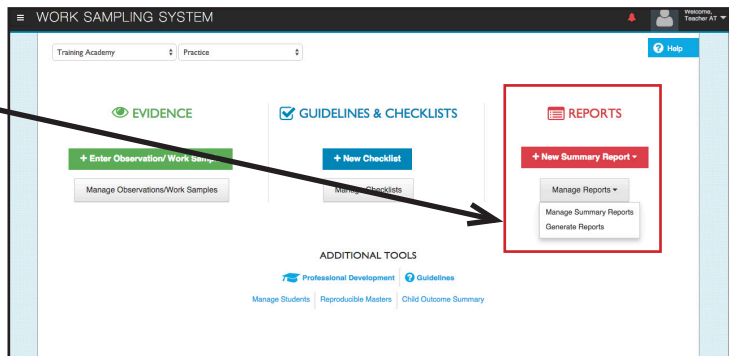 WORK SAMPLING SYSTEM
Welcome,
Teacher AT
Training Academy
Practice
Help
EVIDENCE
GUIDELINES & CHECKLISTS
REPORTS
+ Enter Observation/ Work
+ New Checklist
+ New Summary Report
Manage Observations/Work Samples
Checklists
Manage Reports
Manage Summary Reports
Generate Reports
ADDITIONAL TOOLS
Professional Development
Guidelines
Manage Students
Reproducible Masters
Child Outcome Summary